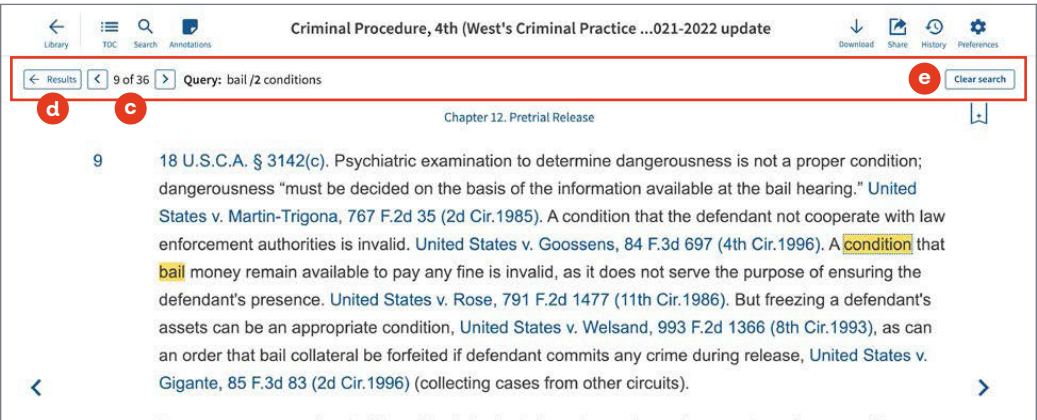 Criminal Procedure, 4th (West's Criminal Practice ...021-2022 update
Library TOC Search Annotations Download Share History Preferences
← Results < 9 of 36 > Query: bail /2 conditions e Clear search
d c
Chapter 12. Pretrial Release
9 18 U.S.C.A. § 3142(c). Psychiatric examination to determine dangerousness is not a proper condition;
dangerousness “must be decided on the basis of the information available at the bail hearing.” United
States v. Martin-Trigona, 767 F.2d 35 (2d Cir.1985). A condition that the defendant not cooperate with law
enforcement authorities is invalid. United States v. Goossens, 84 F.3d 697 (4th Cir.1996). A condition that
bail money remain available to pay any fine is invalid, as it does not serve the purpose of ensuring the
defendant's presence. United States v. Rose, 791 F.2d 1477 (11th Cir.1986). But freezing a defendant's
assets can be an appropriate condition, United States v. Welsand, 993 F.2d 1366 (8th Cir.1993), as can
an order that bail collateral be forfeited if defendant commits any crime during release, United States v.
Gigante, 85 F.3d 83 (2d Cir.1996) (collecting cases from other circuits).